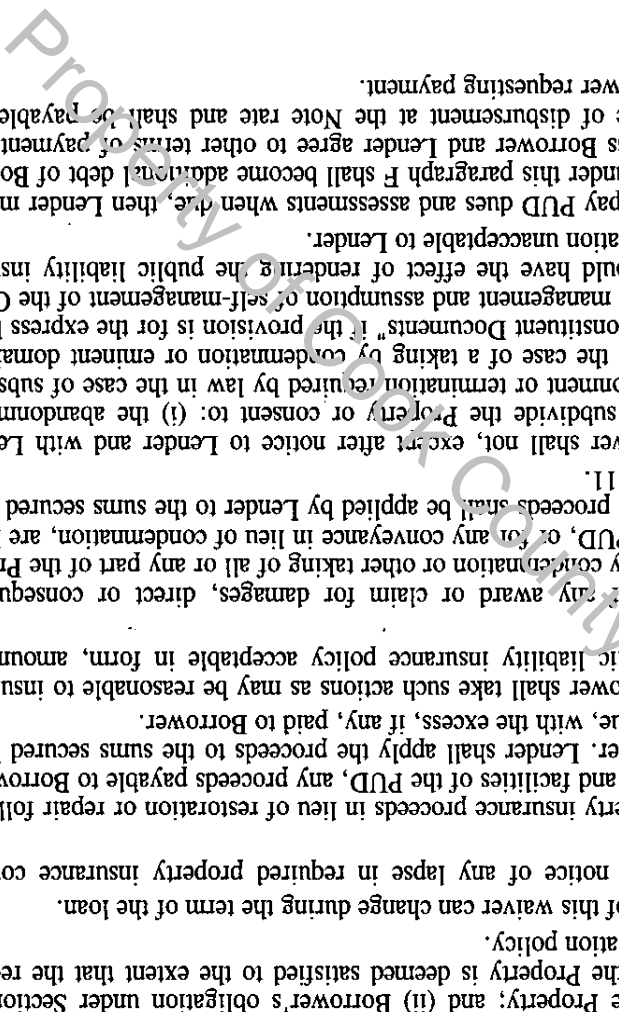 e Property; and (ii) Borrower's obligation under Section
he Property is deemed satisfied to the extent that the re
ation policy.
of this waiver can change during the term of the loan.
notice of any lapse in required property insurance co
erty insurance proceeds in lieu of restoration or repair foll
and facilities of the PUD, any proceeds payable to Borrow
er. Lender shall apply the proceeds to the sums secured
ue, with the excess, if any, paid to Borrower.
ower shall take such actions as may be reasonable to insu
lic liability insurance policy acceptable in form, amoun
f any award or claim for damages, direct or consequ
y condemnation or other taking of all or any part of the Pr
PUD, or for any conveyance in lieu of condemnation, are
proceeds shall be applied by Lender to the sums secured
11.
wer shall not, except after notice to Lender and with Le
subdivide the Property or consent to: (i) the abandonm
onment or termination required by law in the case of subs
the case of a taking by condemnation or eminent domai
onstituent Documents" if the provision is for the express
management and assumption of self-management of the O
ould have the effect of rendering the public liability insu
ation unacceptable to Lender.
pay PUD dues and assessments when due, then Lender m
under this paragraph F shall become additional debt of Bo
s Borrower and Lender agree to other terms of payment
e of disbursement at the Note rate and shall be payable
wer requesting payment.
Property of Cook County